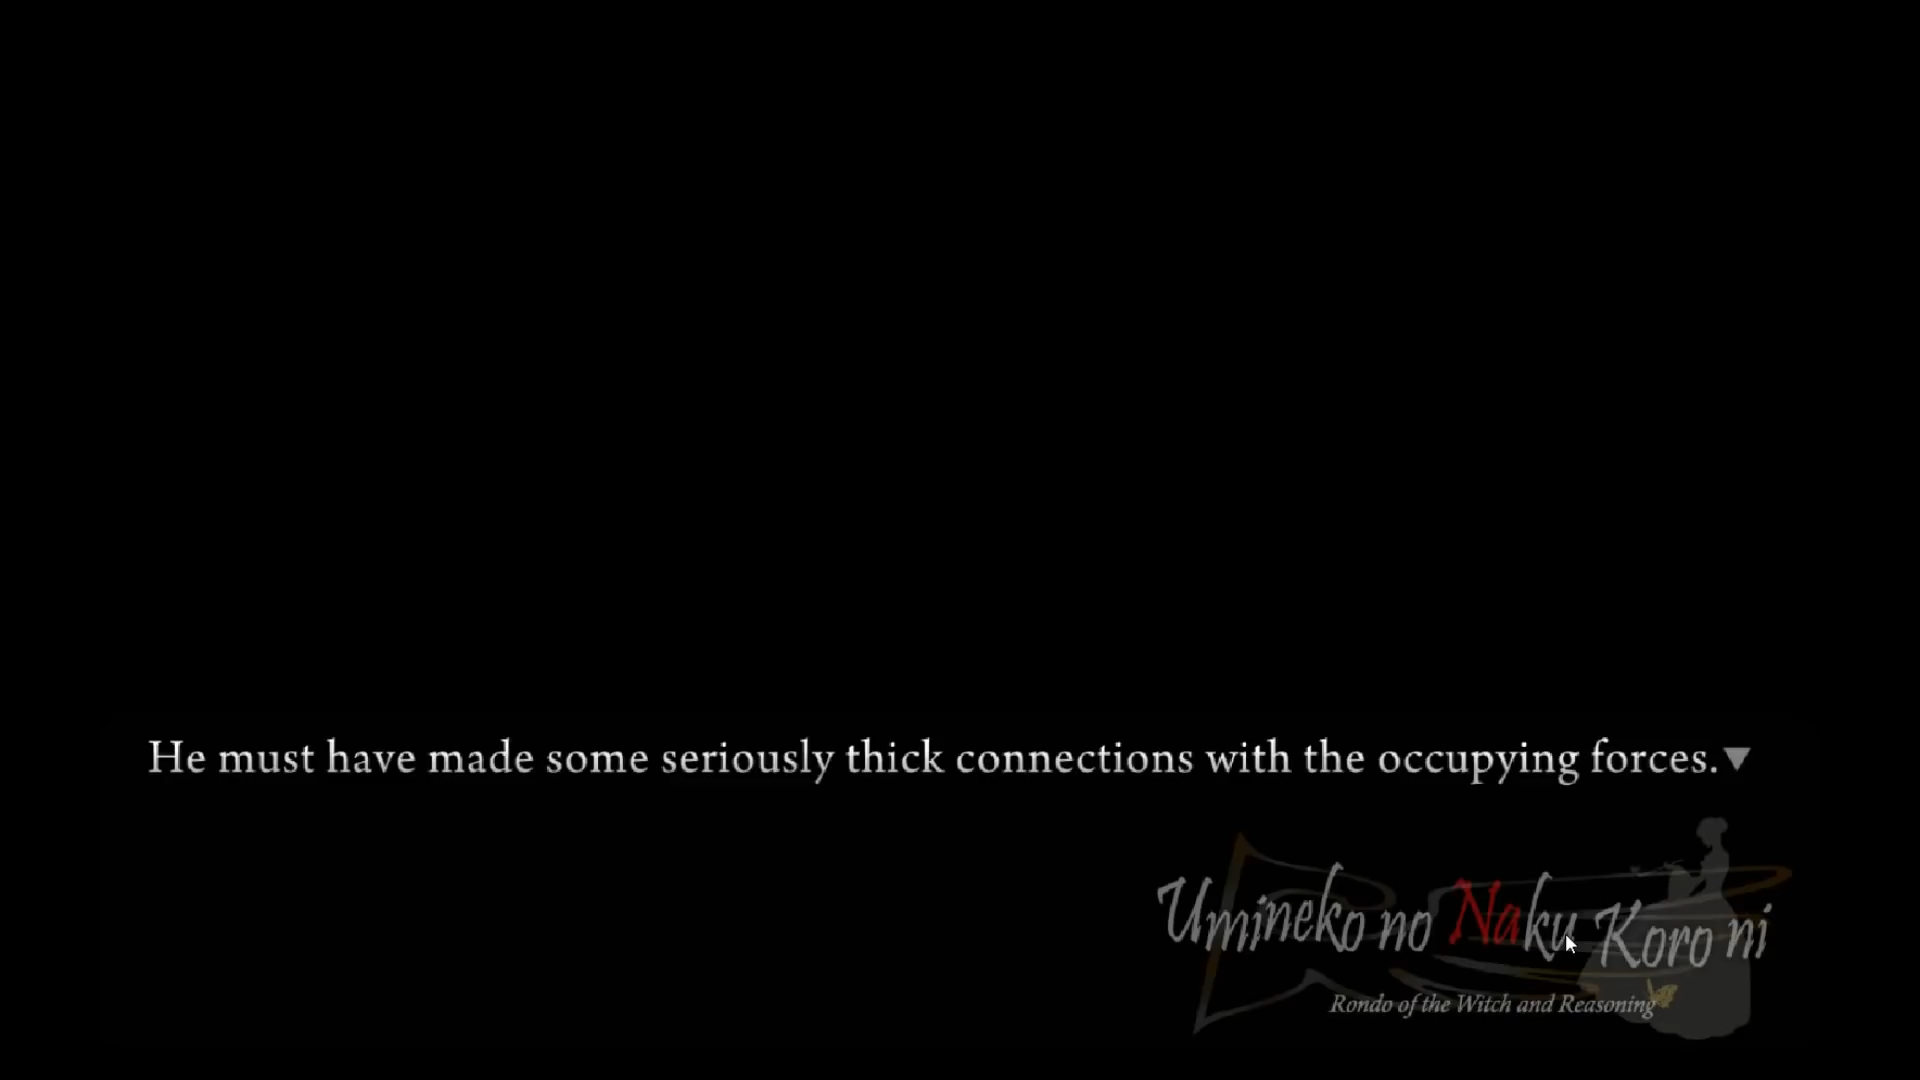 He must have made some seriously thick connections with the occupying forces.
Umineko no Naku Koro ni
Rondo of the Witch and Reasoning